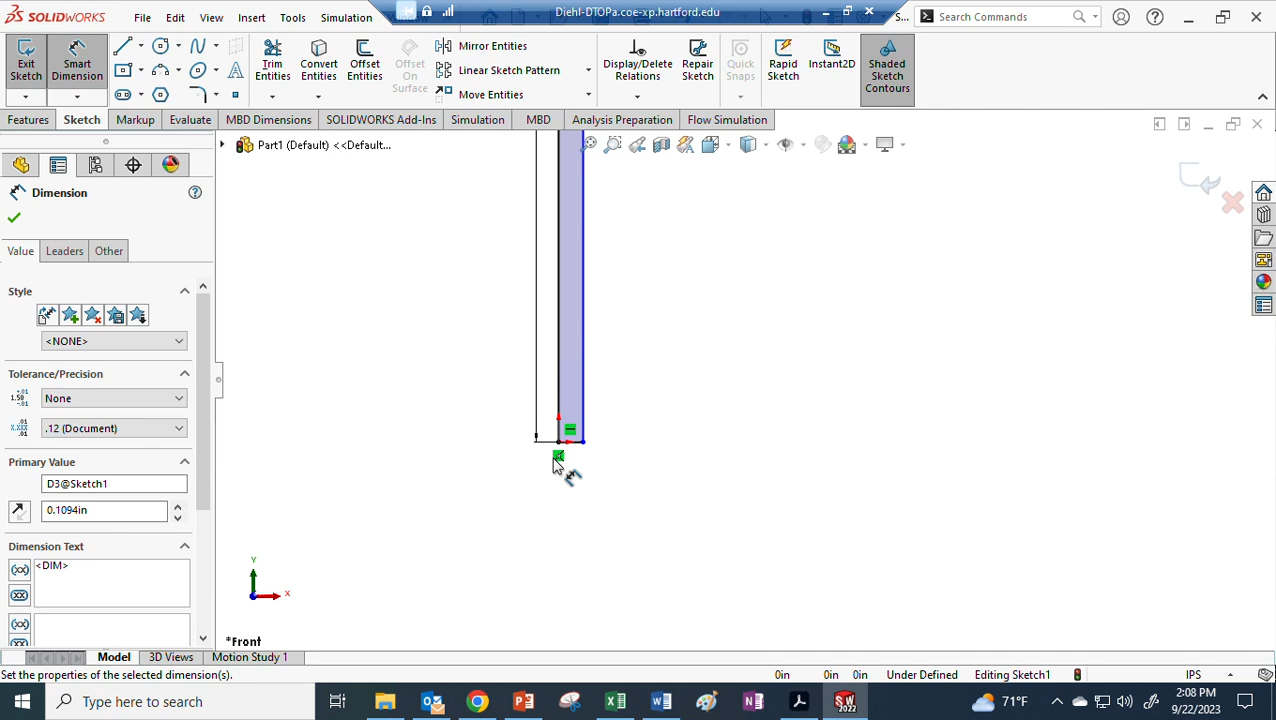 SOLIDWORKS
File
Edit
View
Insert
Tools
Simulation
Diehl-DTOPa.coe-xp.hartford.edu
S...
Search Commands
Exit Sketch
Smart Dimension
Trim Entities
Convert Entities
Offset Entities
Offset On Surface
Mirror Entities
Linear Sketch Pattern
Move Entities
Display/Delete Relations
Repair Sketch
Quick Snaps
Rapid Sketch
Instant2D
Shaded Sketch Contours
Features
Sketch
Markup
Evaluate
MBD Dimensions
SOLIDWORKS Add-Ins
Simulation
MBD
Analysis Preparation
Flow Simulation
Part1 (Default) <<Default...
Dimension
Value
Leaders
Other
Style
<NONE>
Tolerance/Precision
None
.12 (Document)
Primary Value
D3@Sketch1
0.1094in
Dimension Text
<DIM>
Y
X
*Front
Model
3D Views
Motion Study 1
Set the properties of the selected dimension(s).
0in
0in
0in
Under Defined
Editing Sketch1
IPS
Type here to search
71°F
2:08 PM
9/22/2023